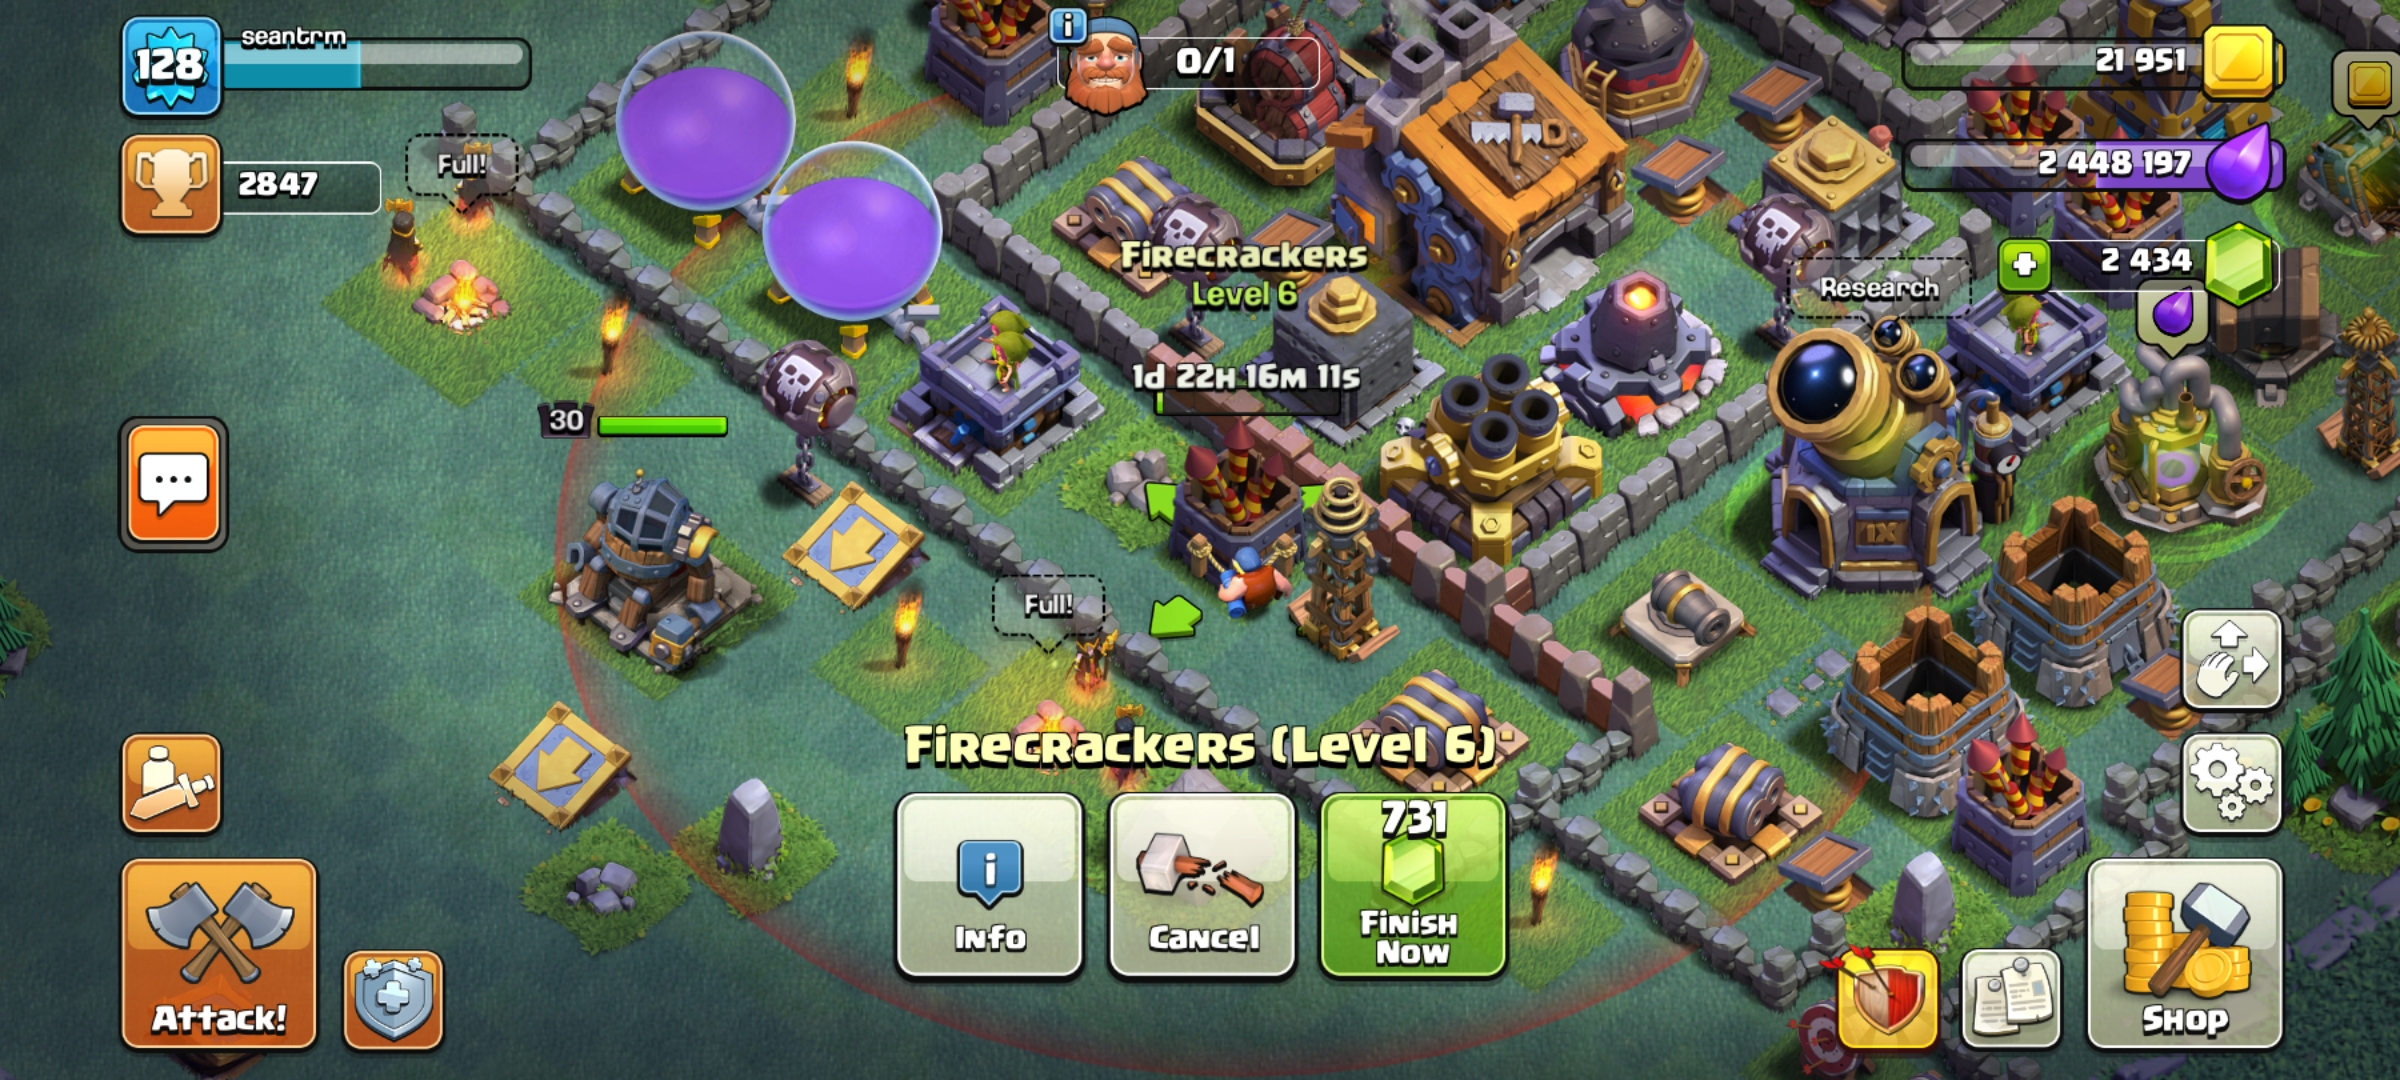 128
seantrm
0/1
21 951
2847
Full!
2 448 197
Firecrackers
Level 6
2 434
Research
1d 22h 16m 11s
30
IX
Full!
Firecrackers (Level 6)
Info
Cancel
731
Finish
Now
Attack!
Shop